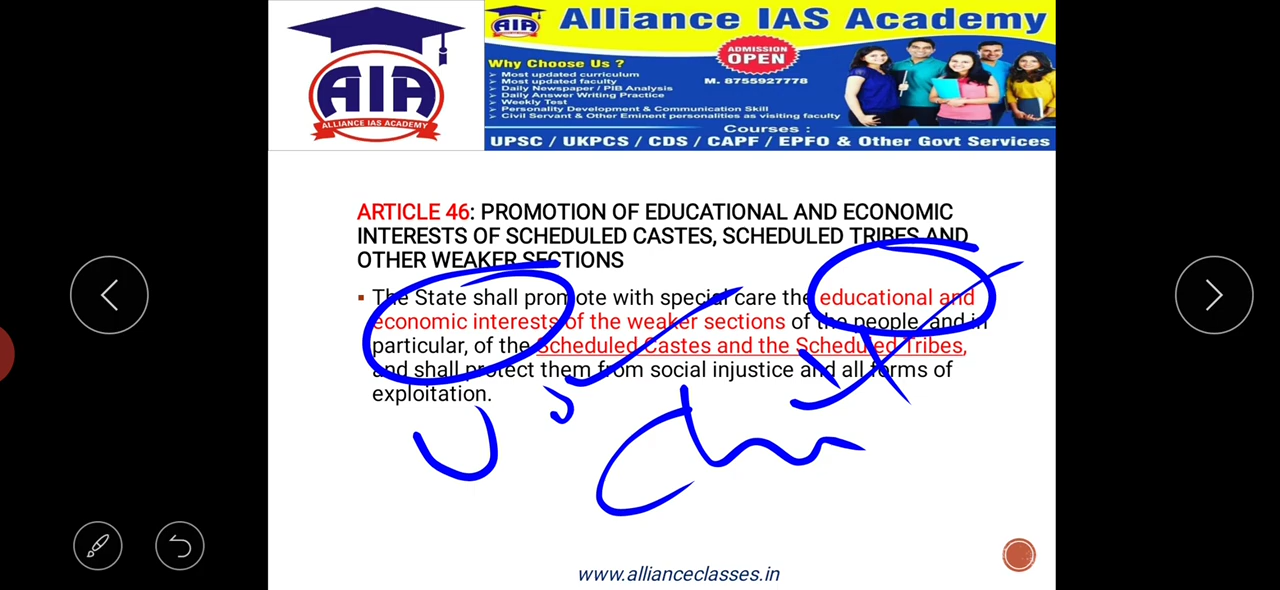 AIA
ALLIANCE IAS ACADEMY
AIA
Alliance IAS Academy
Why Choose Us ?
➢ Most updated curriculum
➢ Most updated faculty
➢ Daily Newspaper / PIB Analysis
➢ Daily Answer Writing Practice
➢ Weekly Test
➢ Personality Development & Communication Skill
➢ Civil Servant & Other Eminent personalities as visiting faculty
ADMISSION
OPEN
M. 8755927778
Courses :
UPSC / UKPCS / CDS / CAPF / EPFO & Other Govt Services
ARTICLE 46: PROMOTION OF EDUCATIONAL AND ECONOMIC
INTERESTS OF SCHEDULED CASTES, SCHEDULED TRIBES AND
OTHER WEAKER SECTIONS
▪ The State shall promote with special care the educational and
economic interests of the weaker sections of the people, and in
particular, of the Scheduled Castes and the Scheduled Tribes,
and shall protect them from social injustice and all forms of
exploitation.
www.allianceclasses.in